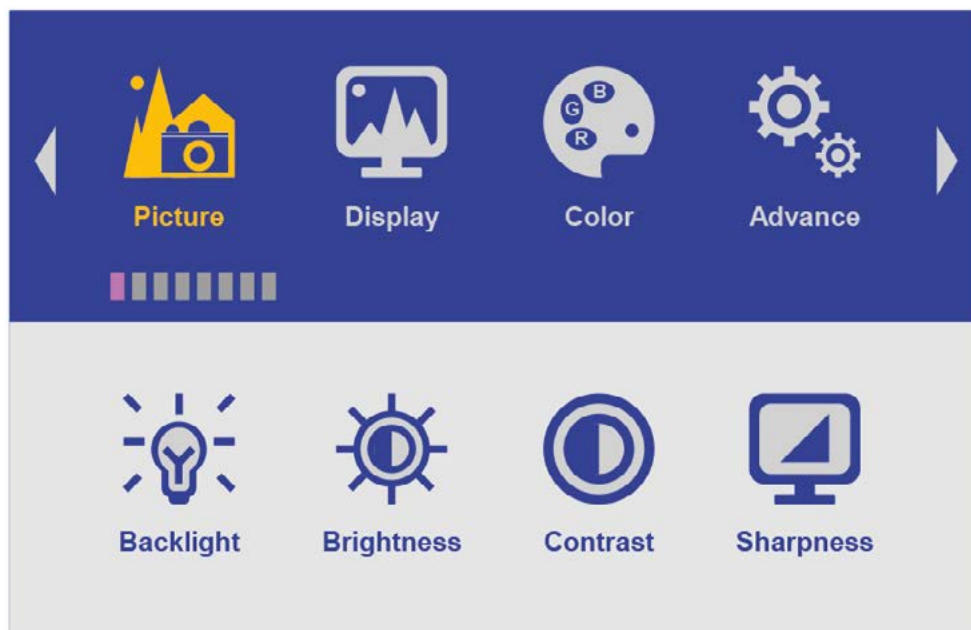 B
G
R
Picture Display Color Advance
Backlight Brightness Contrast Sharpness